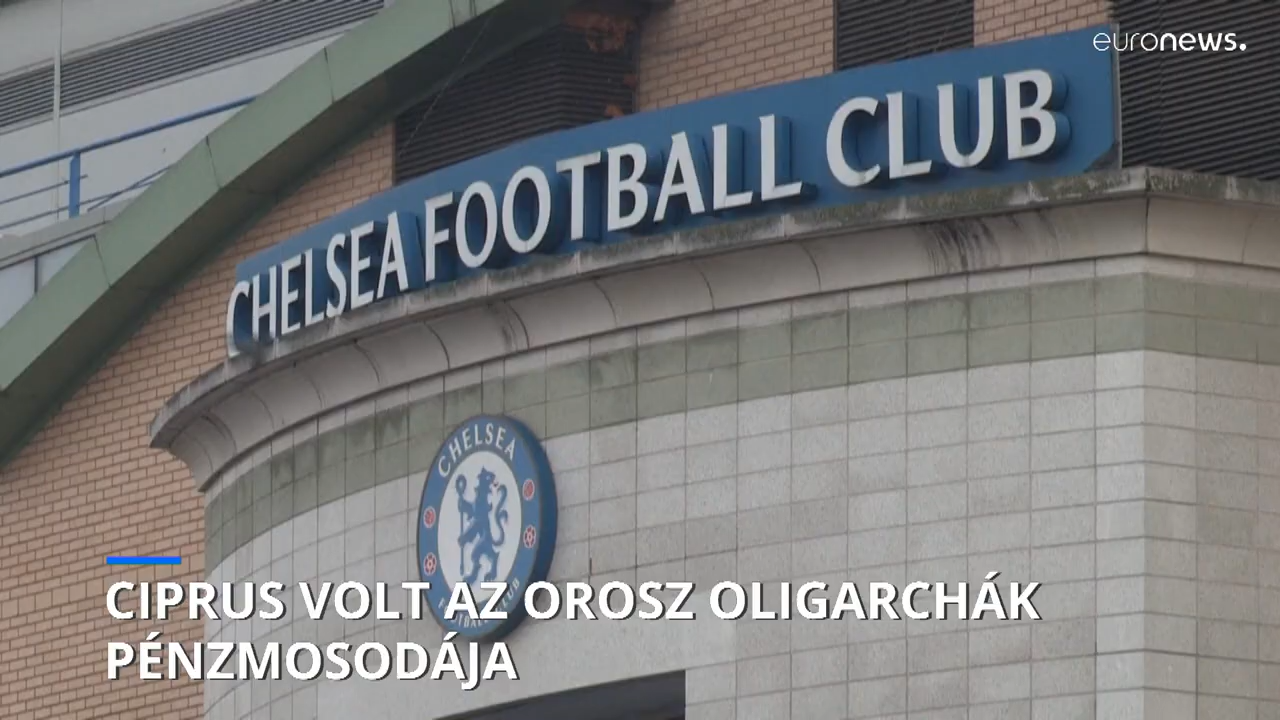 euronews.
CHELSEA FOOTBALL CLUB
CHELSEA
CIPRUS VOLT AZ OROSZ OLIGARCHÁK
PÉNZMOSODÁJA